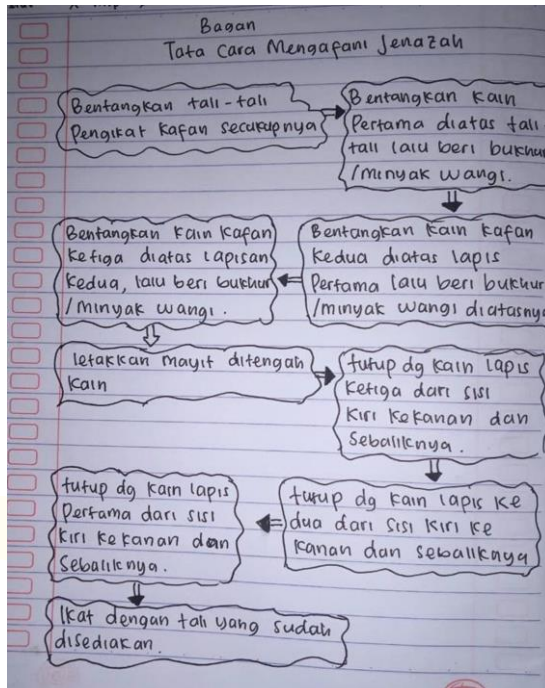 Bagan
Tata Cara Mengafani Jenazah
Bentangkan tali-tali
Pengikat Kafan secukupnya
Bentangkan Kain
Pertama diatas tali-
tali lalu beri bukhur
/minyak wangi.
Bentangkan Kain Kafan
Kedua diatas lapis
Pertama lalu beri bukhur
/minyak wangi diatasnya
Bentangkan Kain Kafan
Ketiga diatas lapisan
Kedua, lalu beri bukhur
/minyak wangi.
letakkan mayit ditengah
Kain
tutup dg kain lapis
Ketiga dari sisi
Kiri Kekanan dan
Sebaliknya.
tutup dg kain lapis ke
dua dari sisi kiri ke
Kanan dan sebaliknya
tutup dg kain lapis
Pertama dari sisi
Kiri Kekanan dan
Sebaliknya.
Ikat dengan tali yang sudah
disediakan.